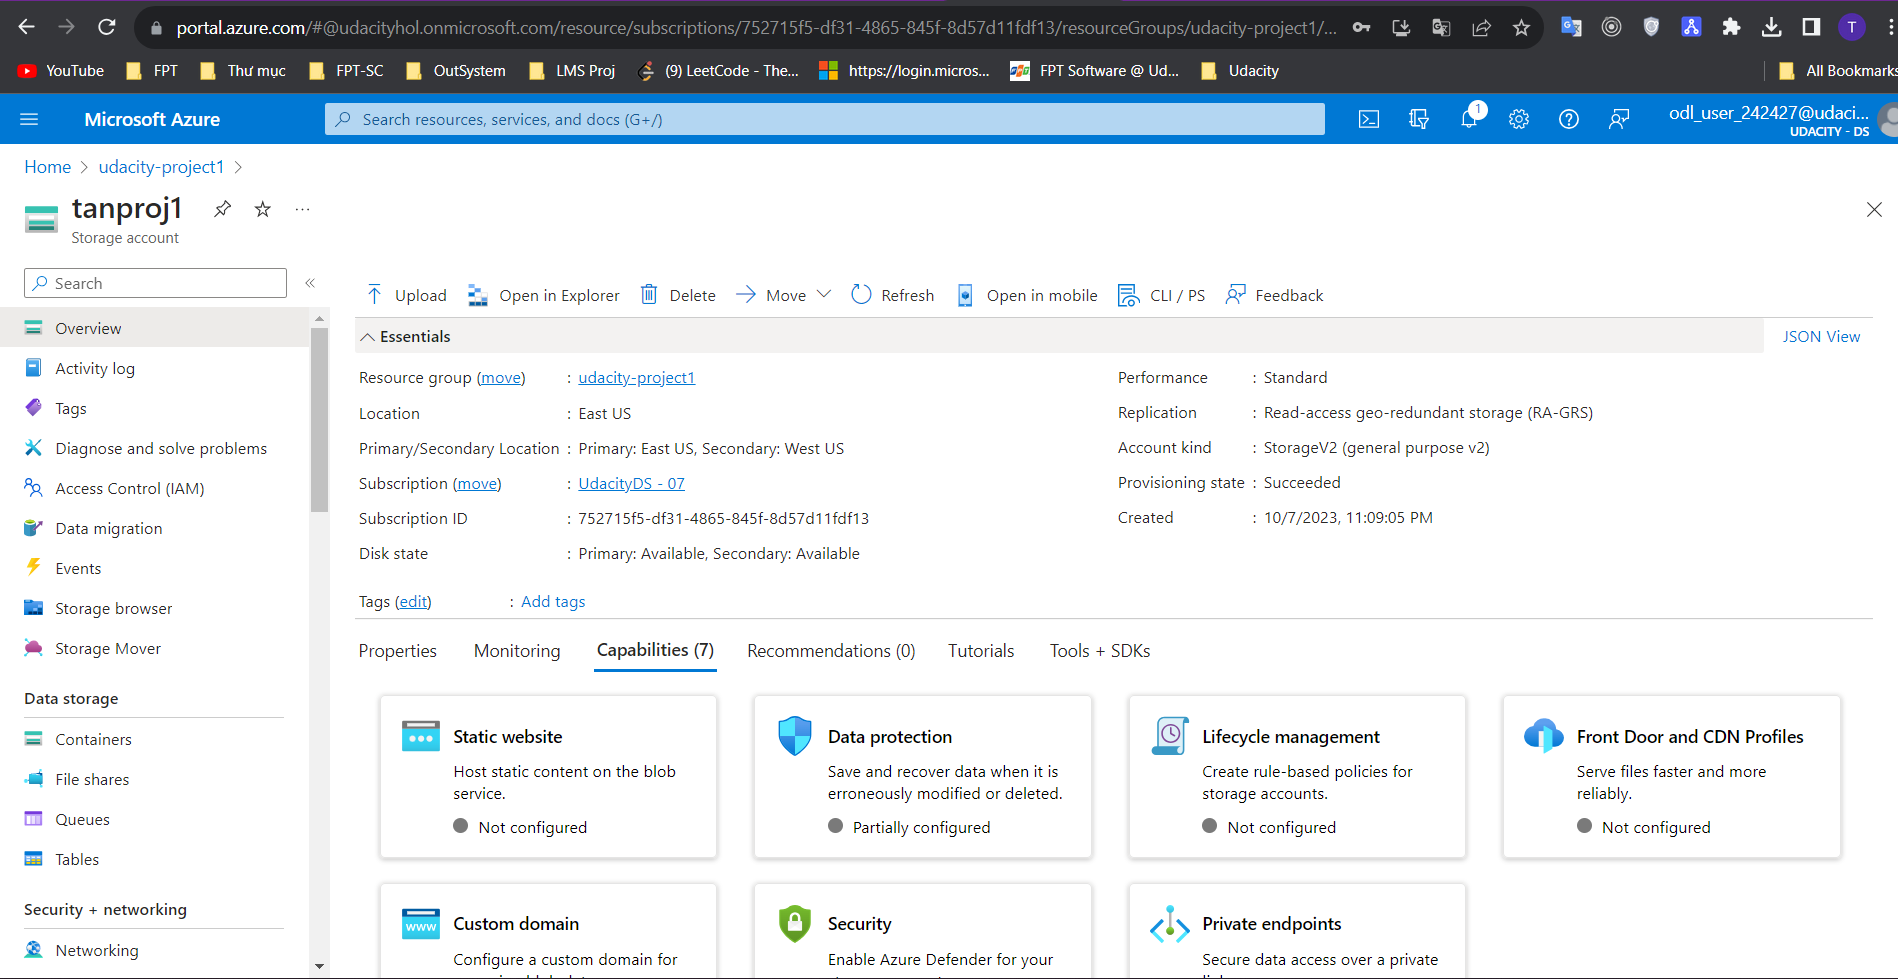 portal.azure.com/#@udacityhol.onmicrosoft.com/resource/subscriptions/752715f5-df31-4865-845f-8d57d11fdf13/resourceGroups/udacity-project1/...
T
YouTube FPT Thư mục FPT-SC OutSystem LMS Proj (9) LeetCode - The... https://login.micros... FPT Software @ Ud... Udacity All Bookmarks
Microsoft Azure
Search resources, services, and docs (G+/)
1
odl_user_242427@udaci...
UDACITY - DS
Home > udacity-project1 >
tanproj1
...
Storage account
Search
«
Upload Open in Explorer Delete Move Refresh Open in mobile CLI / PS Feedback
Overview
Activity log
Tags
Diagnose and solve problems
Access Control (IAM)
Data migration
Events
Storage browser
Storage Mover
Data storage
Containers
File shares
Queues
Tables
Security + networking
Networking
Essentials
JSON View
Resource group (move) : udacity-project1
Location : East US
Primary/Secondary Location : Primary: East US, Secondary: West US
Subscription (move) : UdacityDS - 07
Subscription ID : 752715f5-df31-4865-845f-8d57d11fdf13
Disk state : Primary: Available, Secondary: Available
Performance : Standard
Replication : Read-access geo-redundant storage (RA-GRS)
Account kind : StorageV2 (general purpose v2)
Provisioning state : Succeeded
Created : 10/7/2023, 11:09:05 PM
Tags (edit) : Add tags
Properties Monitoring Capabilities (7) Recommendations (0) Tutorials Tools + SDKs
Static website
Host static content on the blob
service.
Not configured
Data protection
Save and recover data when it is
erroneously modified or deleted.
Partially configured
Lifecycle management
Create rule-based policies for
storage accounts.
Not configured
Front Door and CDN Profiles
Serve files faster and more
reliably.
Not configured
www
Custom domain
Configure a custom domain for
Security
Enable Azure Defender for your
Private endpoints
Secure data access over a private